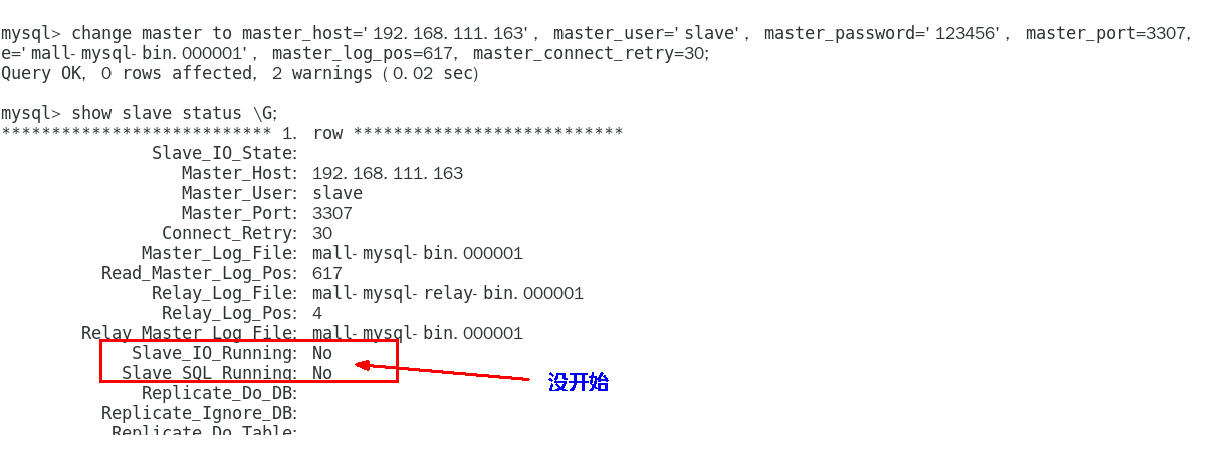 mysql> change master to master_host='192.168.111.163', master_user='slave', master_password='123456', master_port=3307,
e='mall-mysql-bin.000001', master_log_pos=617, master_connect_retry=30;
Query OK, 0 rows affected, 2 warnings (0.02 sec)
mysql> show slave status \G;
*************************** 1. row ***************************
Slave_IO_State:
Master_Host: 192.168.111.163
Master_User: slave
Master_Port: 3307
Connect_Retry: 30
Master_Log_File: mall-mysql-bin.000001
Read_Master_Log_Pos: 617
Relay_Log_File: mall-mysql-relay-bin.000001
Relay_Log_Pos: 4
Relay_Master_Log_File: mall-mysql-bin.000001
Slave_IO_Running: No
Slave_SQL_Running: No
没开始
Replicate_Do_DB:
Replicate_Ignore_DB:
Replicate_Do_Table: